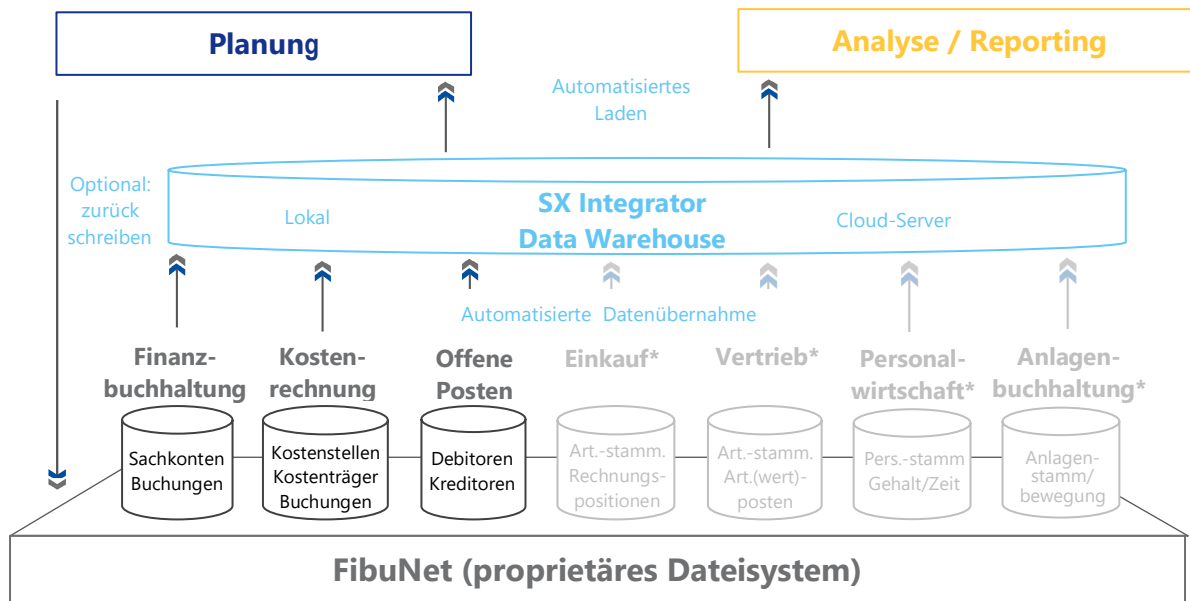 Planung
Analyse / Reporting
Automatisiertes
Laden
Optional:
zurück
schreiben
Lokal
SX Integrator
Data Warehouse
Cloud-Server
Automatisierte Datenübernahme
Finanz-
buchhaltung
Kosten-
rechnung
Offene
Posten
Einkauf*
Vertrieb*
Personal-
wirtschaft*
Anlagen-
buchhaltung*
Sachkonten
Buchungen
Kostenstellen
Kostenträger
Buchungen
Debitoren
Kreditoren
Art.-stamm.
Rechnungs-
positionen
Art.-stamm.
Art.(wert)-
posten
Pers.-stamm
Gehalt/Zeit
Anlagen-
stamm/
bewegung
FibuNet (proprietäres Dateisystem)